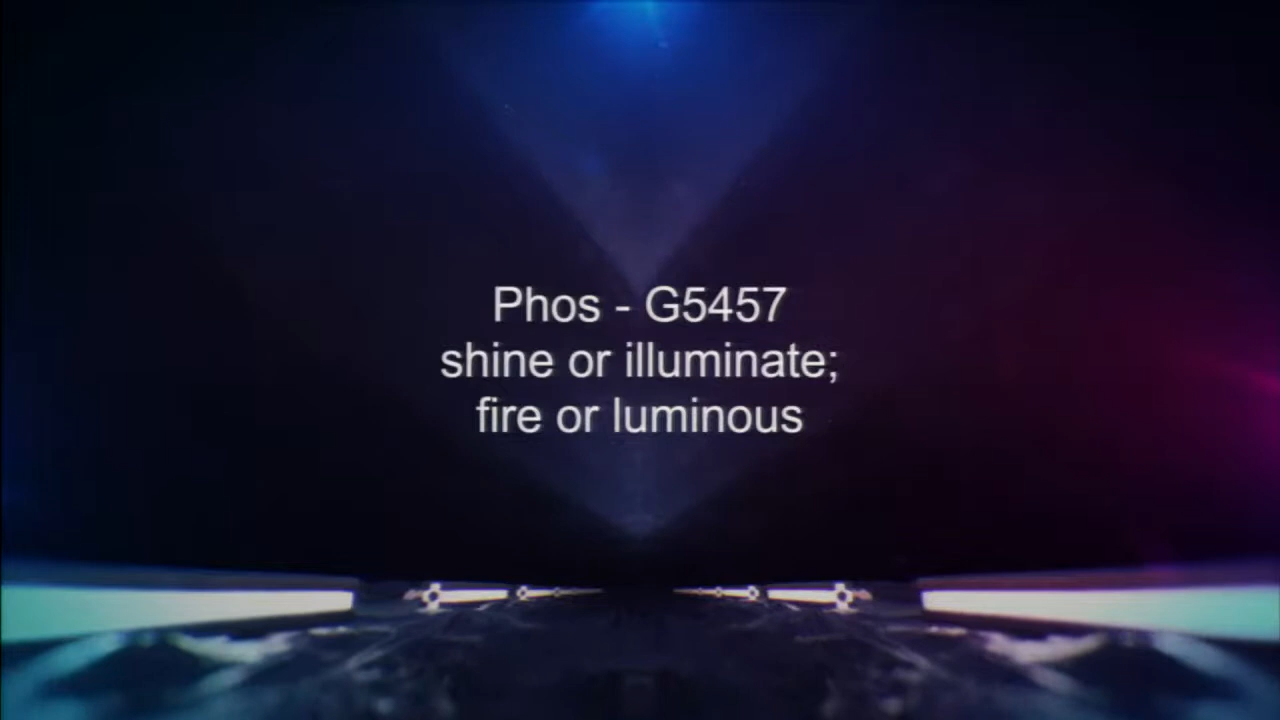 Phos - G5457
shine or illuminate;
fire or luminous